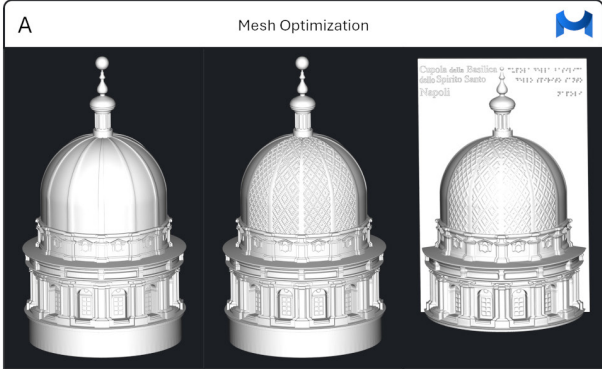 A
Mesh Optimization
Cupola della Basilica
dello Spirito Santo
Napoli